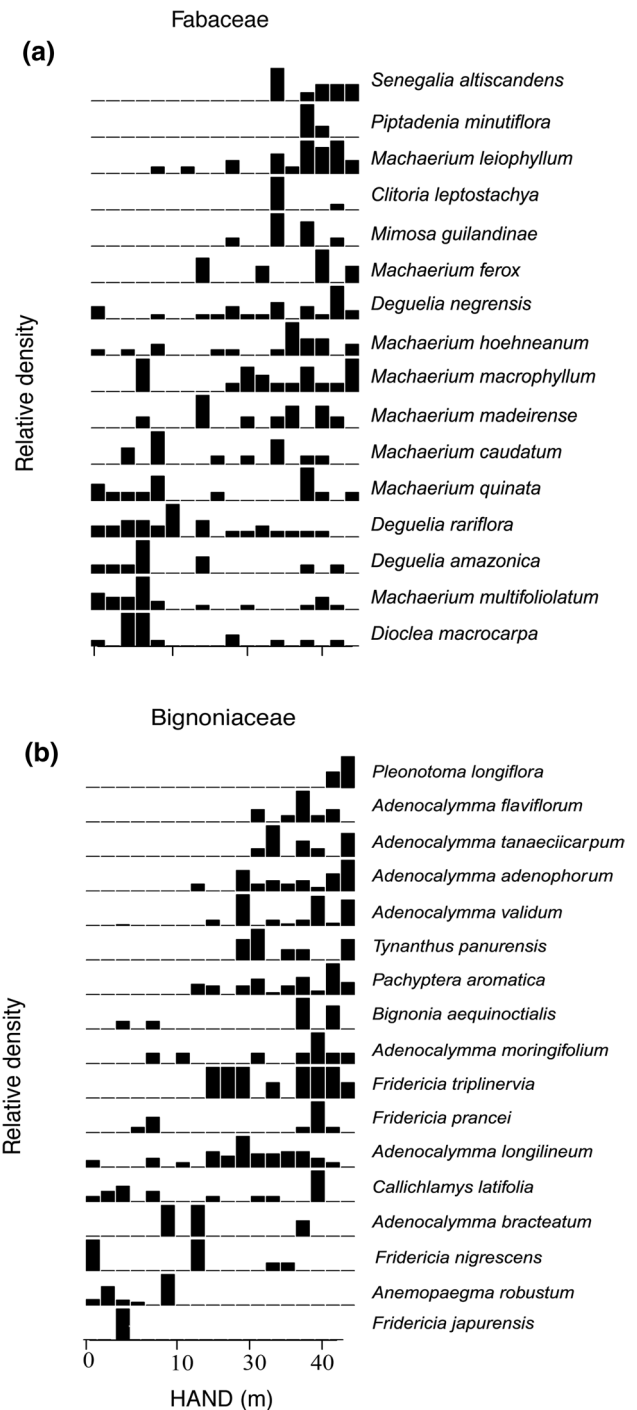 Fabaceae
(a)
Senegalia altiscandens
Piptadenia minutiflora
Machaerium leiophyllum
Clitoria leptostachya
Mimosa guilandinae
Machaerium ferox
Deguelia negrensis
Machaerium hoehneanum
Machaerium macrophyllum
Machaerium madeirense
Machaerium caudatum
Machaerium quinata
Deguelia rariflora
Deguelia amazonica
Machaerium multifoliolatum
Dioclea macrocarpa
Relative density
Bignoniaceae
(b)
Pleonotoma longiflora
Adenocalymma flaviflorum
Adenocalymma tanaeciicarpum
Adenocalymma adenophorum
Adenocalymma validum
Tynanthus panurensis
Pachyptera aromatica
Bignonia aequinoctialis
Adenocalymma moringifolium
Fridericia triplinervia
Fridericia prancei
Adenocalymma longilineum
Callichlamys latifolia
Adenocalymma bracteatum
Fridericia nigrescens
Anemopaegma robustum
Fridericia japurensis
Relative density
0 10 30 40
HAND (m)